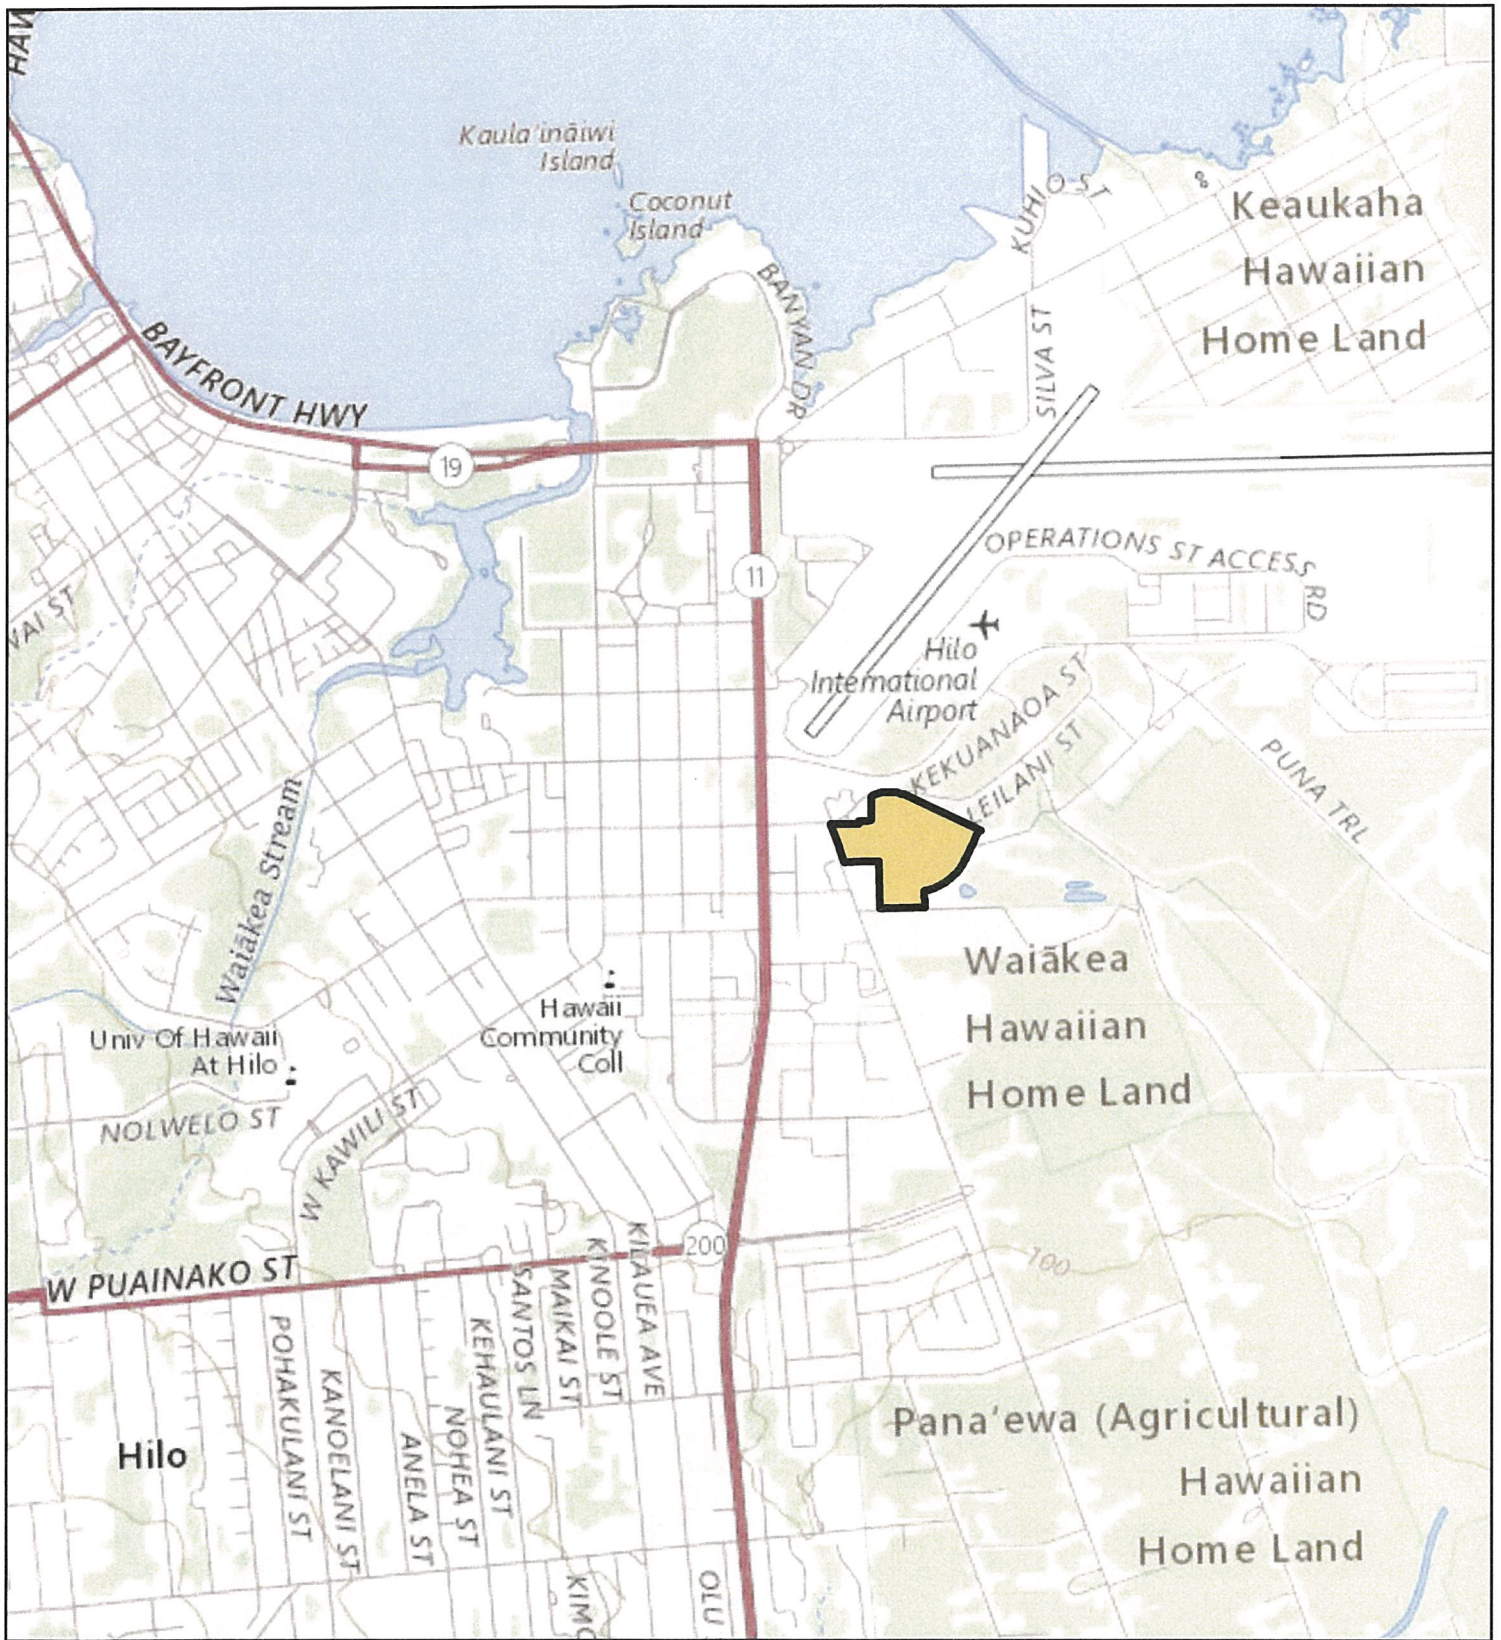 HAW
Kaula'ināiwi
Island
Coconut
Island
KUHIO ST
Keaukaha
Hawaiian
Home Land
BANYAN DR
SILVA ST
BAYFRONT HWY
19
11
OPERATIONS ST ACCESS RD
WAI ST
Hilo
International
Airport
KEKUANAOA ST
LEILANI ST
PUNA TRL
Waiākea Stream
Waiākea
Hawaiian
Home Land
Hawaii
Community
Coll
Univ Of Hawaii
At Hilo
NOLWELO ST
W KAWILI ST
200
100
W PUAINAKO ST
POHAKULANI ST
KANOELANI ST
ANELA ST
NOHEA ST
KEHAULANI ST
SANTOS LN
MAIKAI ST
KINOOLE ST
KILAUEA AVE
Pana'ewa (Agricultural)
Hawaiian
Home Land
Hilo
KIMO
OLU